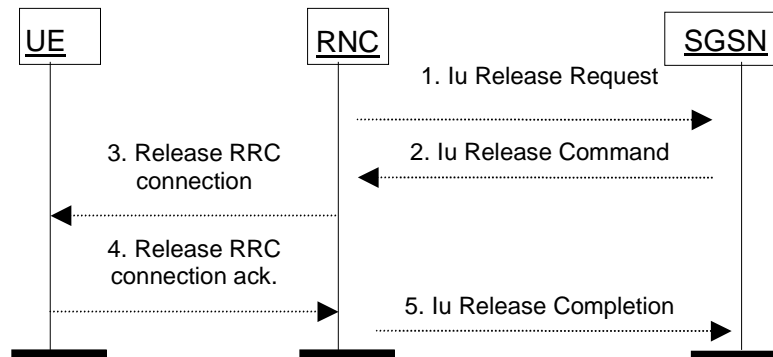 UE
RNC
SGSN
1. Iu Release Request
2. Iu Release Command
3. Release RRC
connection
4. Release RRC
connection ack.
5. Iu Release Completion